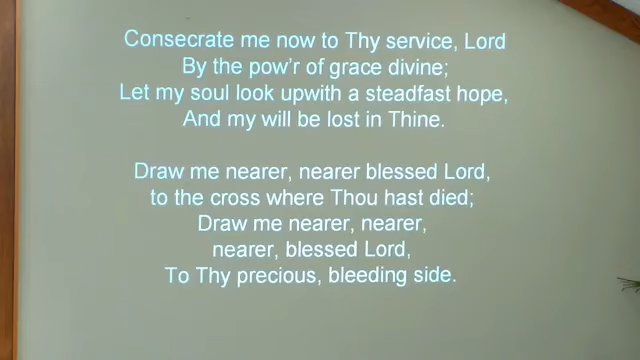 Consecrate me now to Thy service, Lord
By the pow'r of grace divine;
Let my soul look upwith a steadfast hope,
And my will be lost in Thine.
Draw me nearer, nearer blessed Lord,
to the cross where Thou hast died;
Draw me nearer, nearer,
nearer, blessed Lord,
To Thy precious, bleeding side.